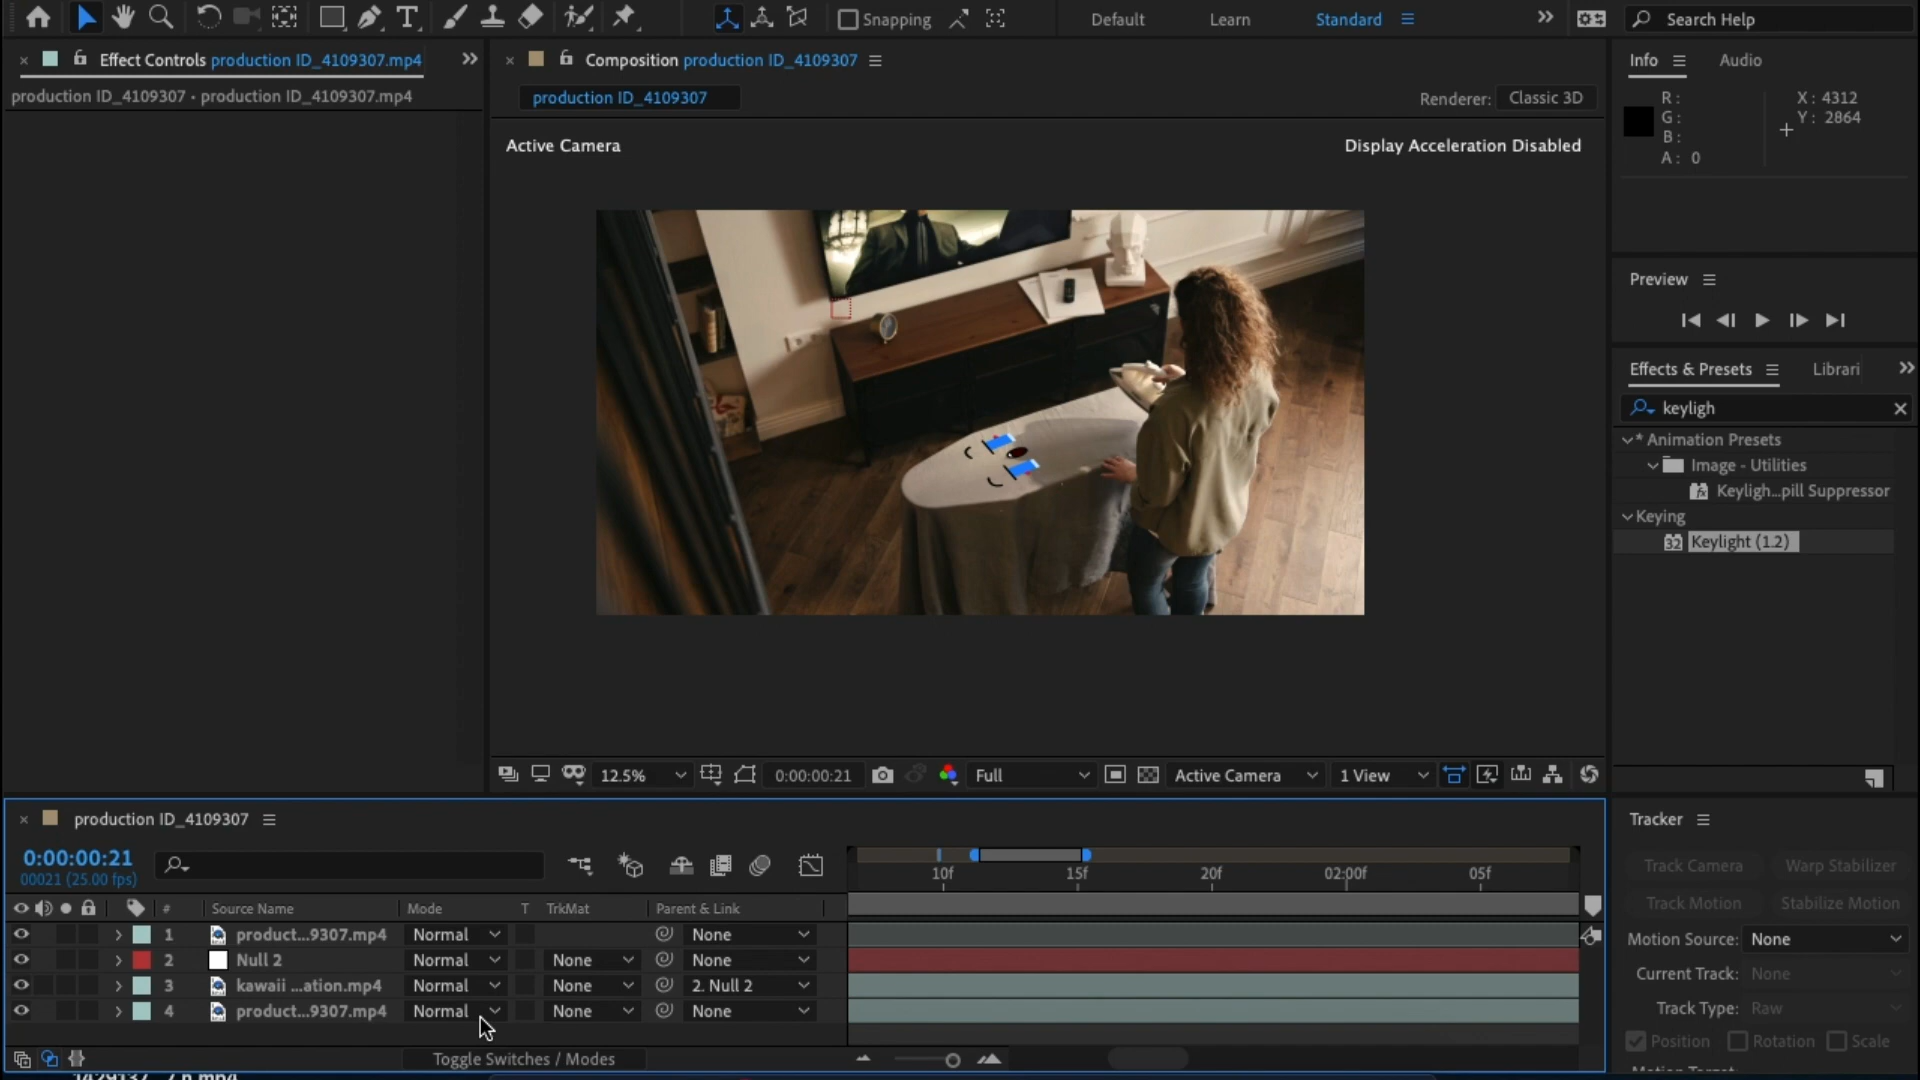 Snapping
Default
Learn
Standard
Search Help
Effect Controls production ID_4109307.mp4
Composition production ID_4109307
Info
Audio
production ID_4109307 • production ID_4109307.mp4
production ID_4109307
Renderer: Classic 3D
R :
G :
B :
A : 0
X : 4312
Y : 2864
Active Camera
Display Acceleration Disabled
Preview
Effects & Presets
Librari
keyligh
* Animation Presets
Image - Utilities
Keyligh...pill Suppressor
Keying
32
Keylight (1.2)
12.5%
0:00:00:21
Full
Active Camera
1 View
production ID_4109307
Tracker
0:00:00:21
00021 (25.00 fps)
10f
15f
20f
02:00f
05f
Track Camera
Warp Stabilizer
Track Motion
Stabilize Motion
# Source Name Mode T TrkMat Parent & Link
1 product...9307.mp4 Normal None
2 Null 2 Normal None None
3 kawaii ...ation.mp4 Normal None 2. Null 2
4 product...9307.mp4 Normal None None
Motion Source: None
Current Track: None
Track Type: Raw
Position
Rotation
Scale
Toggle Switches / Modes